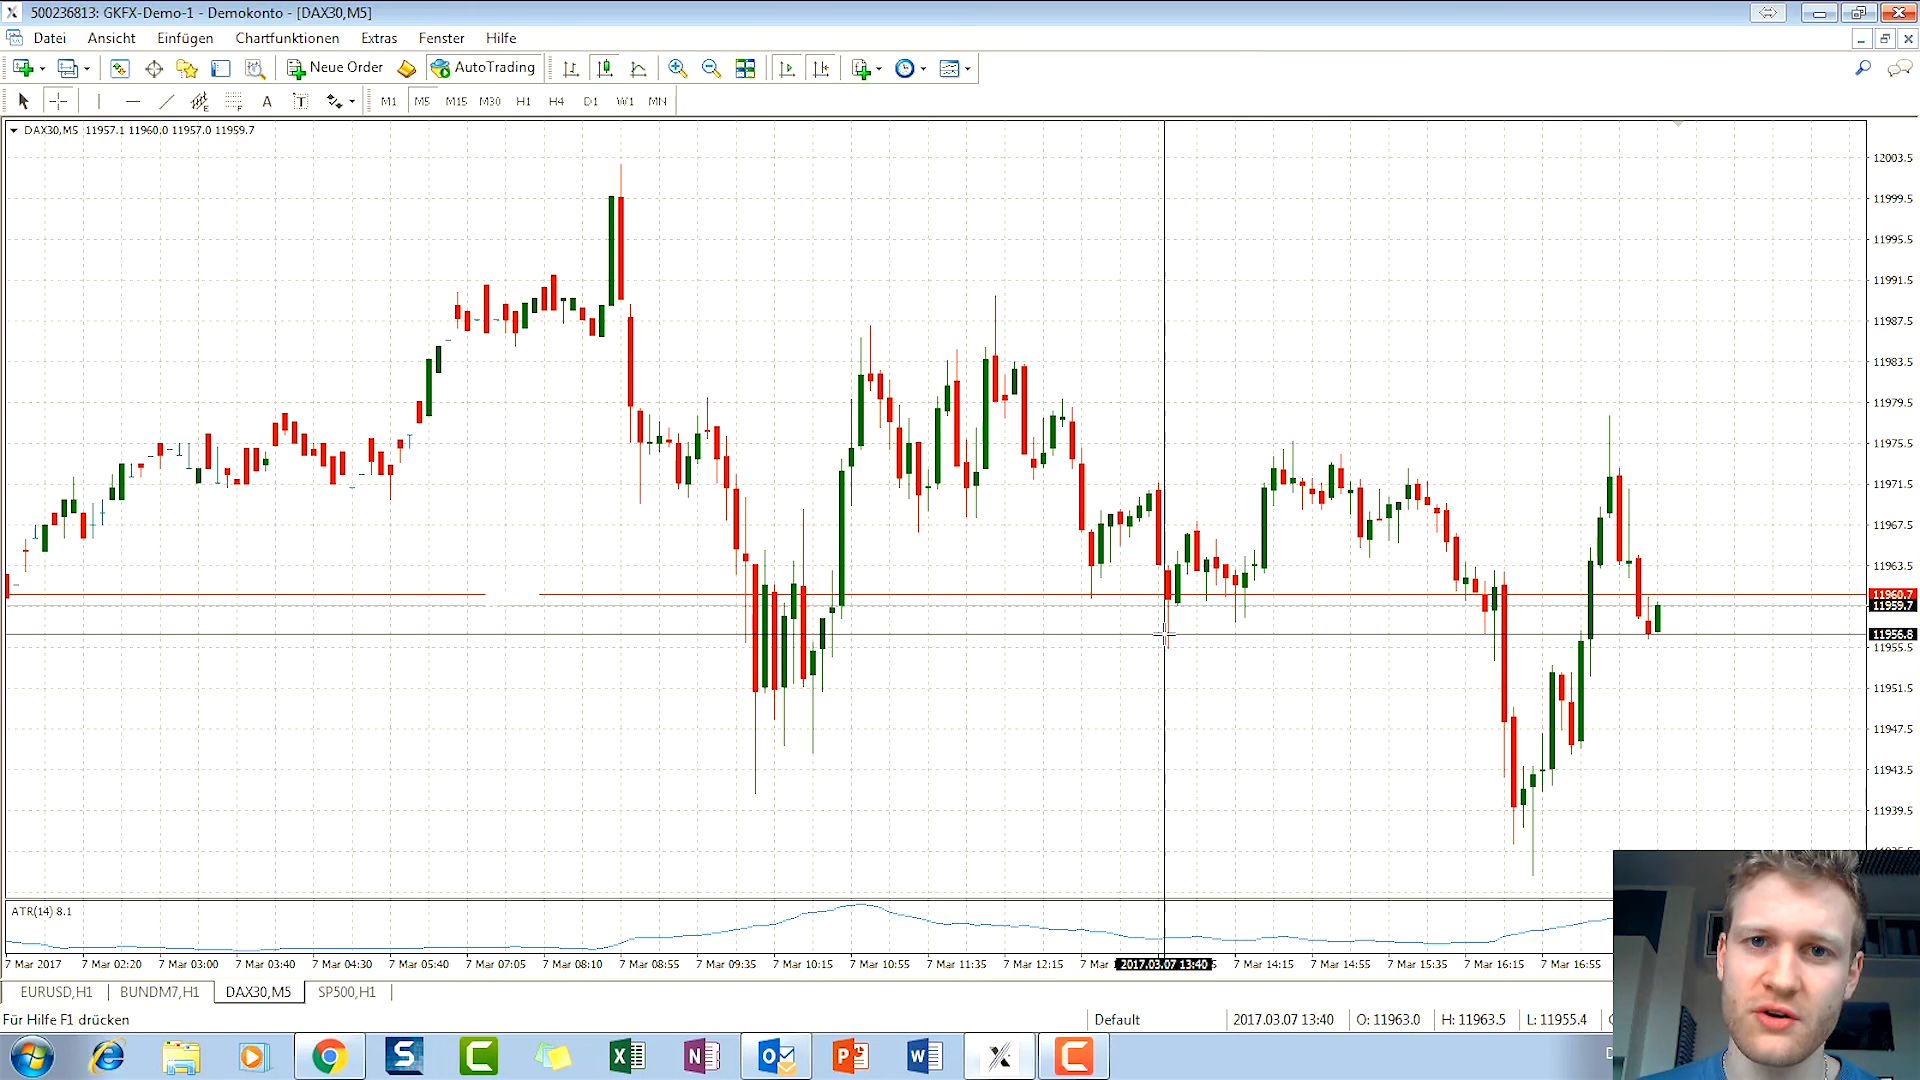 500236813: GKFX-Demo-1 - Demokonto - [DAX30,M5]
Datei Ansicht Einfügen Chartfunktionen Extras Fenster Hilfe
Neue Order AutoTrading
A T M1 M5 M15 M30 H1 H4 D1 W1 MN
DAX30,M5 11957.1 11960.0 11957.0 11959.7
12003.5
11999.5
11995.5
11991.5
11987.5
11983.5
11979.5
11975.5
11971.5
11967.5
11963.5
11960.7
11959.7
11956.8
11955.5
11951.5
11947.5
11943.5
11939.5
ATR(14) 8.1
7 Mar 2017 7 Mar 02:20 7 Mar 03:00 7 Mar 03:40 7 Mar 04:30 7 Mar 05:40 7 Mar 07:05 7 Mar 08:10 7 Mar 08:55 7 Mar 09:35 7 Mar 10:15 7 Mar 10:55 7 Mar 11:35 7 Mar 12:15 7 Mar 2017.03.07 13:40 7 Mar 14:15 7 Mar 14:55 7 Mar 15:35 7 Mar 16:15 7 Mar 16:55
EURUSD,H1 BUNDM7,H1 DAX30,M5 SP500,H1
Für Hilfe F1 drücken Default 2017.03.07 13:40 O: 11963.0 H: 11963.5 L: 11955.4